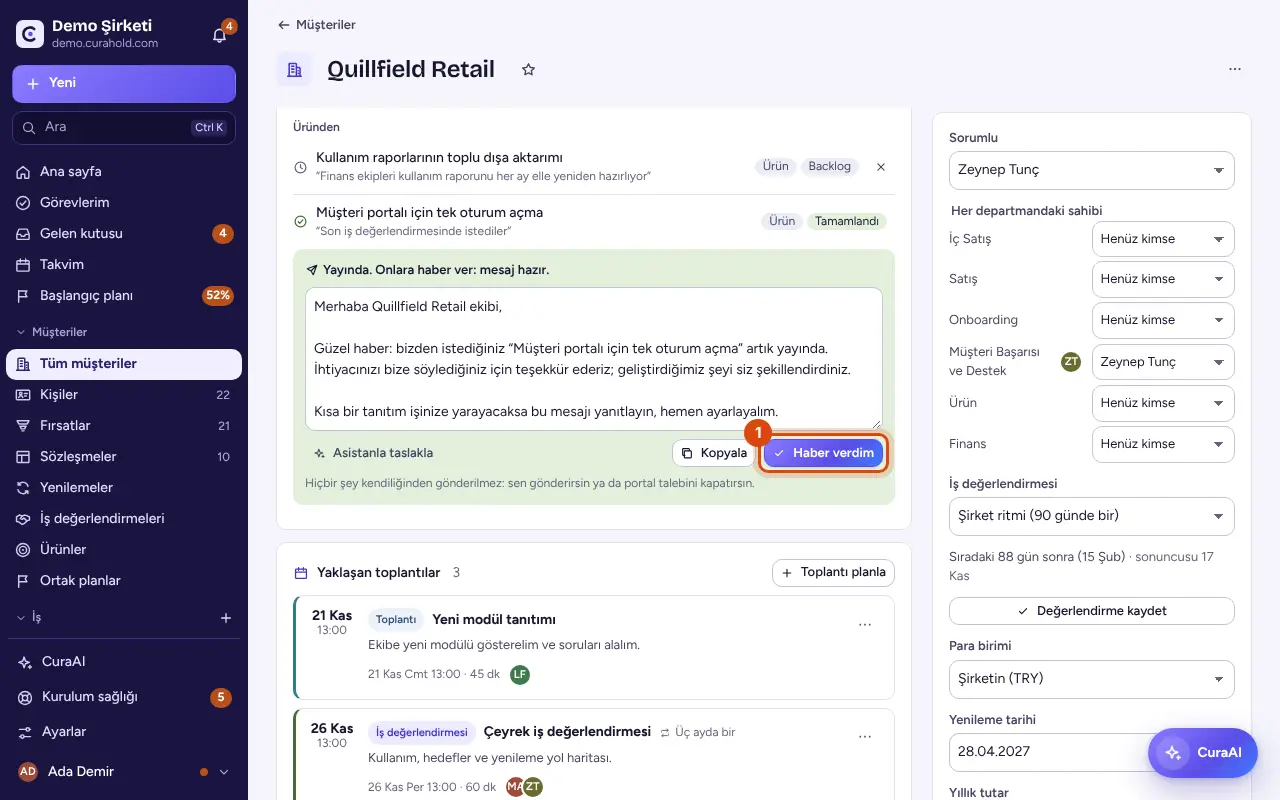 Demo Şirketi
demo.curahold.com
4
Yeni
Ara
Ctrl K
Ana sayfa
Görevlerim
Gelen kutusu
4
Takvim
Başlangıç planı
52%
Müşteriler
Tüm müşteriler
Kişiler
22
Fırsatlar
21
Sözleşmeler
10
Yenilemeler
İş değerlendirmeleri
Ürünler
Ortak planlar
İş
CuraAI
Kurulum sağlığı
5
Ayarlar
AD
Ada Demir
Müşteriler
Quillfield Retail
Üründen
Kullanım raporlarının toplu dışa aktarımı
“Finans ekipleri kullanım raporunu her ay elle yeniden hazırlıyor”
Ürün
Backlog
Müşteri portalı için tek oturum açma
“Son iş değerlendirmesinde istediler”
Ürün
Tamamlandı
Yayında. Onlara haber ver: mesaj hazır.
Merhaba Quillfield Retail ekibi,
Güzel haber: bizden istediğiniz “Müşteri portalı için tek oturum açma” artık yayında.
İhtiyacınızı bize söylediğiniz için teşekkür ederiz; geliştirdiğimiz şeyi siz şekillendirdiniz.
Kısa bir tanıtım işinize yarayacaksa bu mesajı yanıtlayın, hemen ayarlayalım.
1
Asistanla taslakla
Kopyala
Haber verdim
Hiçbir şey kendiliğinden gönderilmez: sen gönderirsin ya da portal talebini kapatırsın.
Yaklaşan toplantılar
3
Toplantı planla
21 Kas
13:00
Toplantı
Yeni modül tanıtımı
Ekibe yeni modülü gösterelim ve soruları alalım.
21 Kas Cmt 13:00 · 45 dk
LF
26 Kas
13:00
İş değerlendirmesi
Çeyrek iş değerlendirmesi
Üç ayda bir
Kullanım, hedefler ve yenileme yol haritası.
26 Kas Per 13:00 · 60 dk
MA
ZT
Sorumlu
Zeynep Tunç
Her departmandaki sahibi
İç Satış
Henüz kimse
Satış
Henüz kimse
Onboarding
Henüz kimse
Müşteri Başarısı
ve Destek
ZT
Zeynep Tunç
Ürün
Henüz kimse
Finans
Henüz kimse
İş değerlendirmesi
Şirket ritmi (90 günde bir)
Sıradaki 88 gün sonra (15 Şub) · sonuncusu 17
Kas
Değerlendirme kaydet
Para birimi
Şirketin (TRY)
Yenileme tarihi
28.04.2027
CuraAI
Yıllık tutar